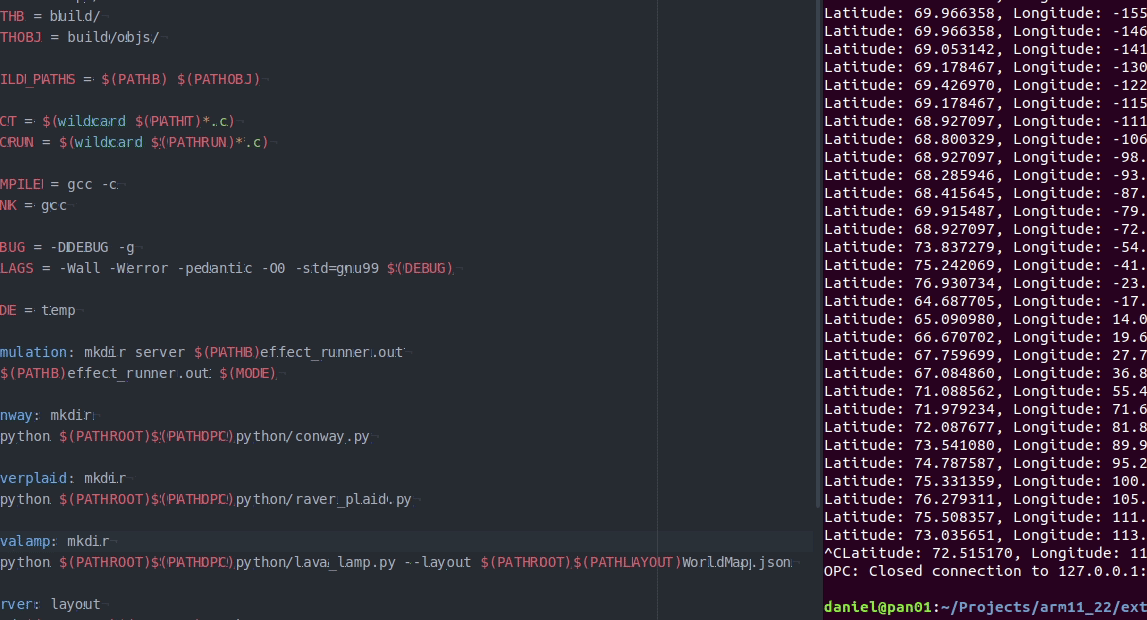 THB = build/
THOBJ = build/objs/
ILD_PATHS = $(PATHB) $(PATHOBJ)
CT = $(wildcard $(PATHT)*.c)
CRUN = $(wildcard $(PATHRUN)*.c)
MPILE = gcc -c
NK = gcc
BUG = -DDEBUG -g
LAGS = -Wall -Werror -pedantic -O0 -std=gnu99 $(DEBUG)
DE = temp
mulation: mkdir server $(PATHB)effect_runner.out
$(PATHB)effect_runner.out $(MODE)
nway: mkdir
python $(PATHROOT)$(PATHOPC)python/conway.py
verplaid: mkdir
python $(PATHROOT)$(PATHOPC)python/raver_plaid.py
valamp: mkdir
python $(PATHROOT)$(PATHOPC)python/lava_lamp.py --layout $(PATHROOT)$(PATHLAYOUT)WorldMap.json
rver: layout
Latitude: 69.966358, Longitude: -155
Latitude: 69.966358, Longitude: -146
Latitude: 69.053142, Longitude: -141
Latitude: 69.178467, Longitude: -130
Latitude: 69.426970, Longitude: -122
Latitude: 69.178467, Longitude: -115
Latitude: 68.927097, Longitude: -111
Latitude: 68.800329, Longitude: -106
Latitude: 68.927097, Longitude: -98.
Latitude: 68.285946, Longitude: -93.
Latitude: 68.415645, Longitude: -87.
Latitude: 69.915487, Longitude: -79.
Latitude: 68.927097, Longitude: -72.
Latitude: 73.837279, Longitude: -54.
Latitude: 75.242069, Longitude: -41.
Latitude: 76.930734, Longitude: -23.
Latitude: 64.687705, Longitude: -17.
Latitude: 65.090980, Longitude: 14.0
Latitude: 66.670702, Longitude: 19.6
Latitude: 67.759699, Longitude: 27.7
Latitude: 67.084860, Longitude: 36.8
Latitude: 71.088562, Longitude: 55.4
Latitude: 71.979234, Longitude: 71.6
Latitude: 72.087677, Longitude: 81.8
Latitude: 73.541080, Longitude: 89.9
Latitude: 74.787587, Longitude: 95.2
Latitude: 75.331359, Longitude: 100.
Latitude: 76.279311, Longitude: 105.
Latitude: 75.508357, Longitude: 111.
Latitude: 73.035651, Longitude: 113.
^CLatitude: 72.515170, Longitude: 11
OPC: Closed connection to 127.0.0.1:
daniel@pan01:~/Projects/arm11_22/ext